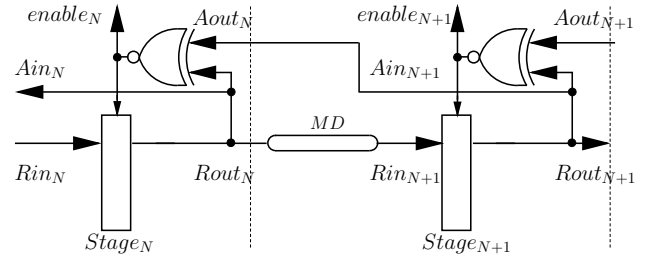 enable_N Aout_N enable_{N+1} Aout_{N+1}
Ain_N Ain_{N+1}
MD
Rin_N Rout_N Rin_{N+1} Rout_{N+1}
Stage_N Stage_{N+1}